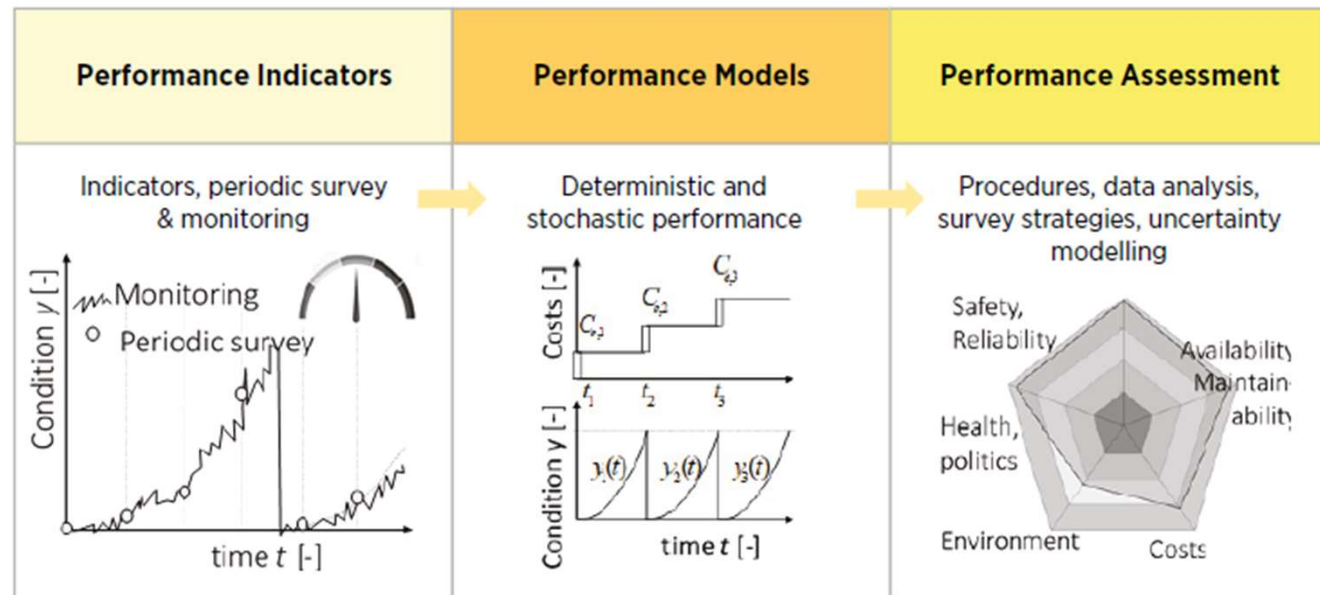 Performance Indicators
Performance Models
Performance Assessment
Indicators, periodic survey
& monitoring
Deterministic and
stochastic performance
Procedures, data analysis,
survey strategies, uncertainty
modelling
Condition y [-]
Monitoring
Periodic survey
time t [-]
Costs [-]
t₁
t₂
t₃
Condition y [-]
y₂(t)
y₃(t)
time t [-]
Safety,
Reliability
Availability
Maintain-
ability
Health,
politics
Environment
Costs